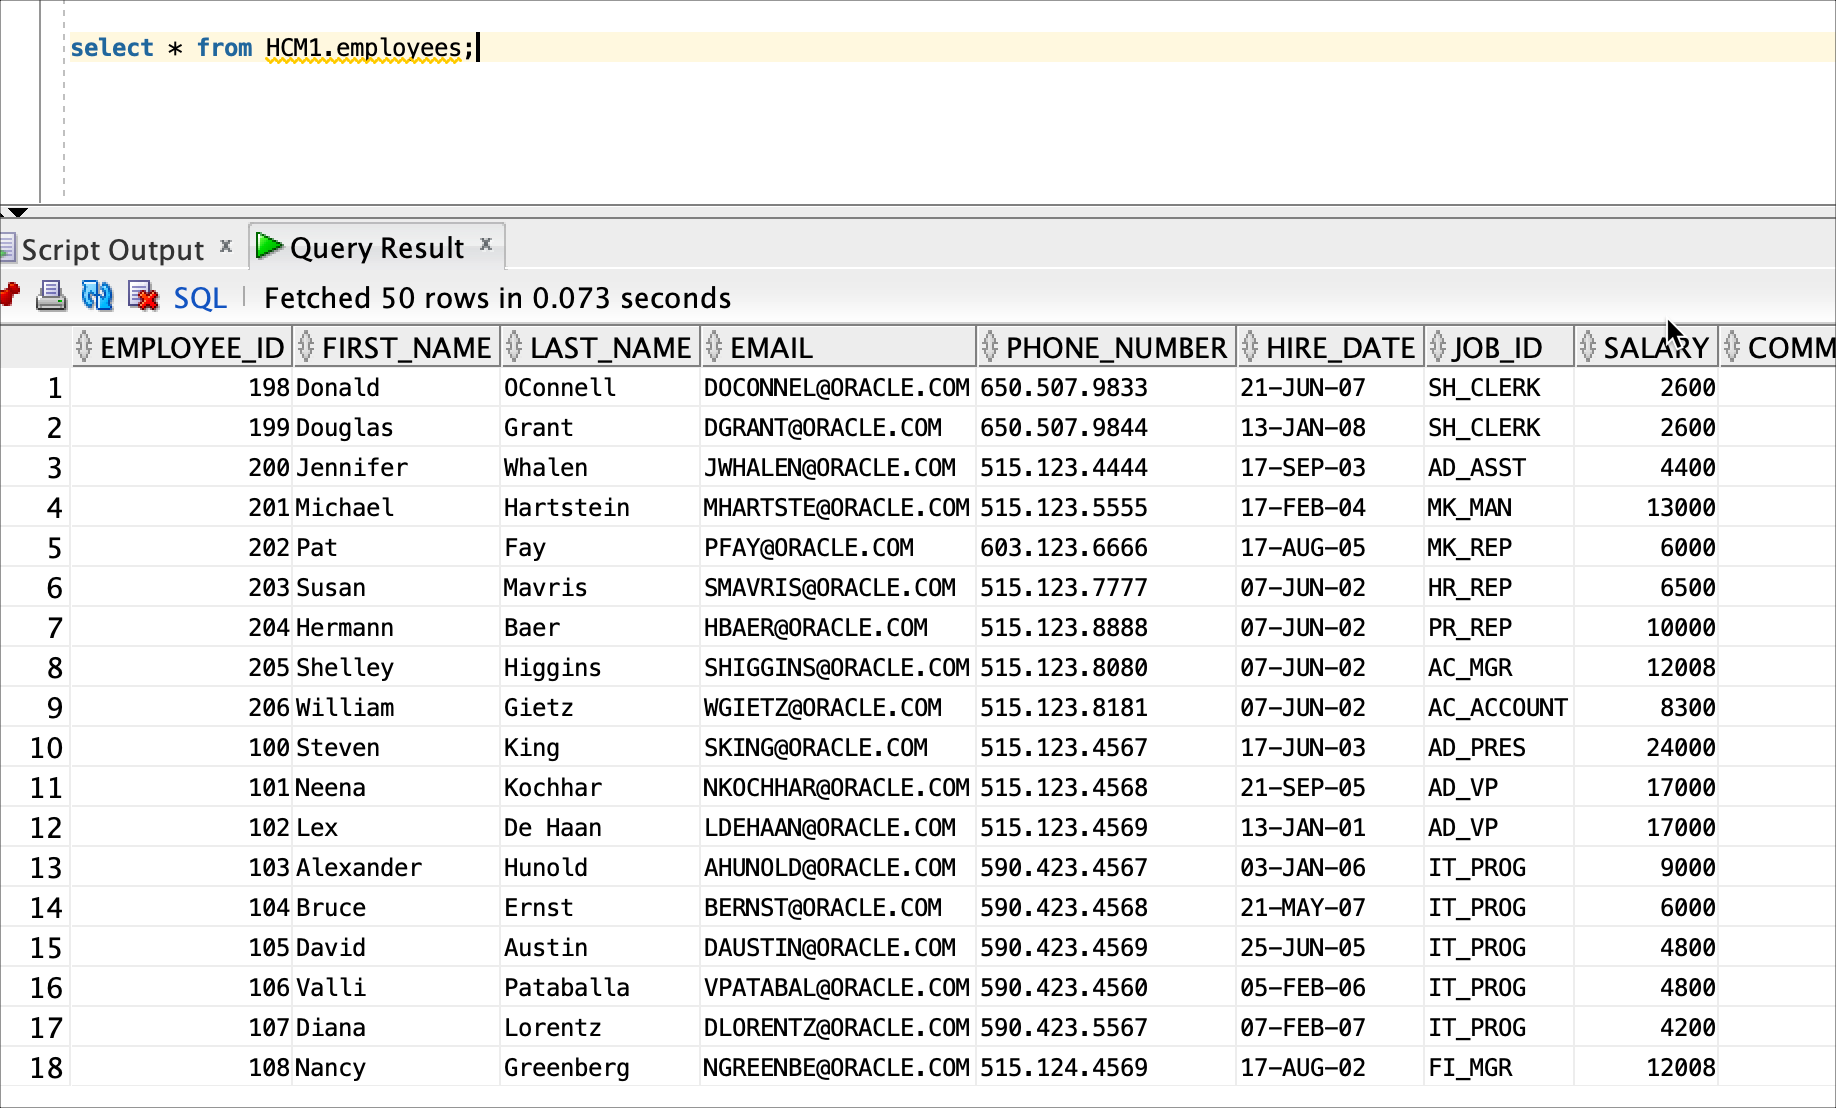 select * from HCM1.employees;
Script Output x Query Result x
SQL | Fetched 50 rows in 0.073 seconds
EMPLOYEE_ID FIRST_NAME LAST_NAME EMAIL PHONE_NUMBER HIRE_DATE JOB_ID SALARY COMM
1 198 Donald OConnell DOCONNEL@ORACLE.COM 650.507.9833 21-JUN-07 SH_CLERK 2600
2 199 Douglas Grant DGRANT@ORACLE.COM 650.507.9844 13-JAN-08 SH_CLERK 2600
3 200 Jennifer Whalen JWHALEN@ORACLE.COM 515.123.4444 17-SEP-03 AD_ASST 4400
4 201 Michael Hartstein MHARTSTE@ORACLE.COM 515.123.5555 17-FEB-04 MK_MAN 13000
5 202 Pat Fay PFAY@ORACLE.COM 603.123.6666 17-AUG-05 MK_REP 6000
6 203 Susan Mavris SMAVRIS@ORACLE.COM 515.123.7777 07-JUN-02 HR_REP 6500
7 204 Hermann Baer HBAER@ORACLE.COM 515.123.8888 07-JUN-02 PR_REP 10000
8 205 Shelley Higgins SHIGGINS@ORACLE.COM 515.123.8080 07-JUN-02 AC_MGR 12008
9 206 William Gietz WGIETZ@ORACLE.COM 515.123.8181 07-JUN-02 AC_ACCOUNT 8300
10 100 Steven King SKING@ORACLE.COM 515.123.4567 17-JUN-03 AD_PRES 24000
11 101 Neena Kochhar NKOCHHAR@ORACLE.COM 515.123.4568 21-SEP-05 AD_VP 17000
12 102 Lex De Haan LDEHAAN@ORACLE.COM 515.123.4569 13-JAN-01 AD_VP 17000
13 103 Alexander Hunold AHUNOLD@ORACLE.COM 590.423.4567 03-JAN-06 IT_PROG 9000
14 104 Bruce Ernst BERNST@ORACLE.COM 590.423.4568 21-MAY-07 IT_PROG 6000
15 105 David Austin DAUSTIN@ORACLE.COM 590.423.4569 25-JUN-05 IT_PROG 4800
16 106 Valli Pataballa VPATABAL@ORACLE.COM 590.423.4560 05-FEB-06 IT_PROG 4800
17 107 Diana Lorentz DLORENTZ@ORACLE.COM 590.423.5567 07-FEB-07 IT_PROG 4200
18 108 Nancy Greenberg NGREENBE@ORACLE.COM 515.124.4569 17-AUG-02 FI_MGR 12008